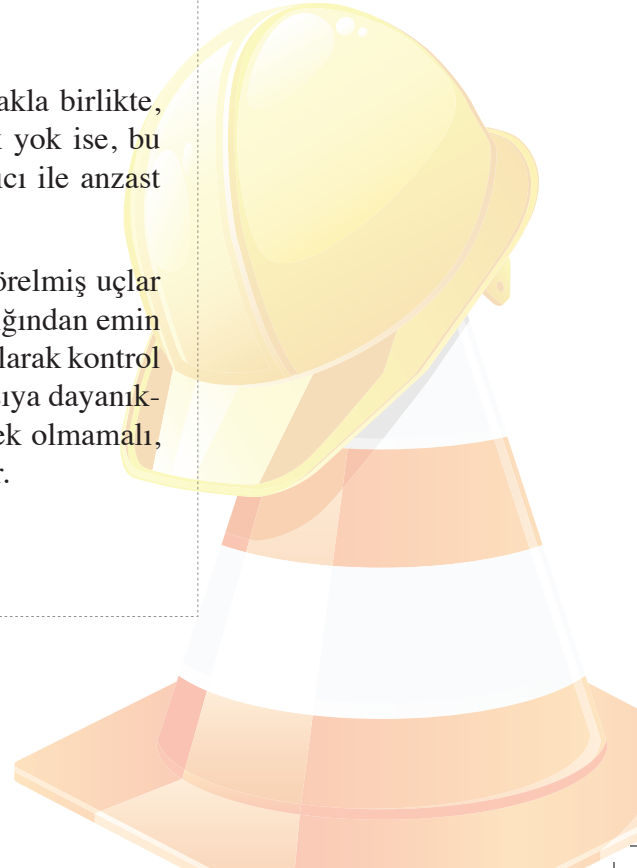 akla birlikte,
yok ise, bu
ıcı ile anzast
örelmiş uçlar
ğından emin
larak kontrol
ıya dayanık-
ek olmamalı,